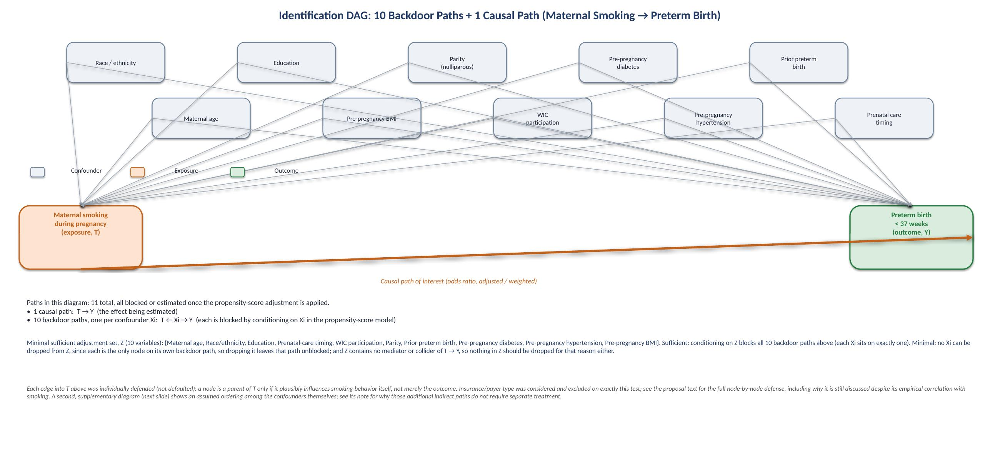 Identification DAG: 10 Backdoor Paths + 1 Causal Path (Maternal Smoking → Preterm Birth)
Race / ethnicity
Education
Parity
(nulliparous)
Pre-pregnancy
diabetes
Prior preterm
birth
Maternal age
Pre-pregnancy BMI
WIC
participation
Pre-pregnancy
hypertension
Prenatal care
timing
Confounder
Exposure
Outcome
Maternal smoking
during pregnancy
(exposure, T)
Preterm birth
< 37 weeks
(outcome, Y)
Causal path of interest (odds ratio, adjusted / weighted)
Paths in this diagram: 11 total, all blocked or estimated once the propensity-score adjustment is applied.
• 1 causal path: T → Y (the effect being estimated)
• 10 backdoor paths, one per confounder Xi: T ← Xi → Y (each is blocked by conditioning on Xi in the propensity-score model)
Minimal sufficient adjustment set, Z (10 variables): {Maternal age, Race/ethnicity, Education, Prenatal-care timing, WIC participation, Parity, Prior preterm birth, Pre-pregnancy diabetes, Pre-pregnancy hypertension, Pre-pregnancy BMI}. Sufficient: conditioning on Z blocks all 10 backdoor paths above (each Xi sits on exactly one). Minimal: no Xi can be
dropped from Z, since each is the only node on its own backdoor path, so dropping it leaves that path unblocked; and Z contains no mediator or collider of T → Y, so nothing in Z should be dropped for that reason either.
Each edge into T above was individually defended (not defaulted): a node is a parent of T only if it plausibly influences smoking behavior itself, not merely the outcome. Insurance/payer type was considered and excluded on exactly this test; see the proposal text for the full node-by-node defense, including why it is still discussed despite its empirical correlation with
smoking. A second, supplementary diagram (next slide) shows an assumed ordering among the confounders themselves; see its note for why those additional indirect paths do not require separate treatment.